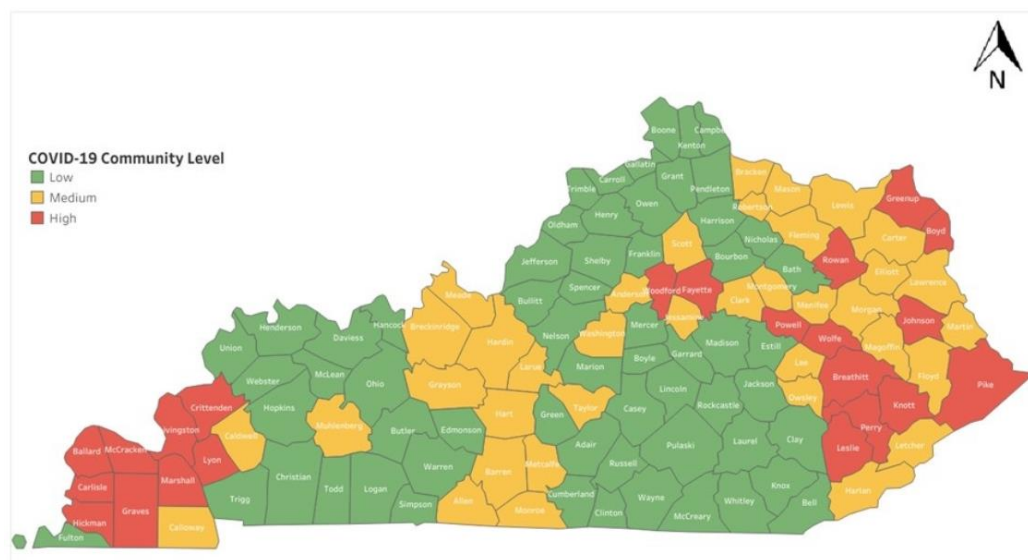 N
COVID-19 Community Level
Low
Medium
High
Boone
Campbe
Kenton
Gallatin
Grant
Carroll
Pendleton
Trimble
Owen
Bracken
Mason
Robertson
Lewis
Greenup
Boyd
Henry
Oldham
Harrison
Fleming
Carter
Scott
Nicholas
Rowan
Franklin
Bourbon
Jefferson
Shelby
Bath
Elliott
Lawrence
Woodford
Fayette
Spencer
Montgomery
Anderson
Clark
Menifee
Morgan
Bullitt
Jessamine
Johnson
Martin
Meade
Hancock
Henderson
Daviess
Breckinridge
Nelson
Washington
Mercer
Madison
Powell
Wolfe
Magoffin
Union
Hardin
Estill
Marion
Boyle
Garrard
Lee
Floyd
Larue
McLean
Webster
Ohio
Grayson
Breathitt
Pike
Jackson
Lincoln
Owsley
Crittenden
Hopkins
Hart
Taylor
Casey
Rockcastle
Knott
Green
Livingston
Muhlenberg
Butler
Edmonson
Perry
Caldwell
Adair
Pulaski
Laurel
Clay
Leslie
Letcher
Ballard
McCracken
Lyon
Warren
Barren
Metcalfe
Russell
Marshall
Christian
Knox
Carlisle
Trigg
Todd
Logan
Simpson
Allen
Monroe
Cumberland
Clinton
Wayne
Whitley
Bell
Harlan
Graves
Hickman
Calloway
McCreary
Fulton